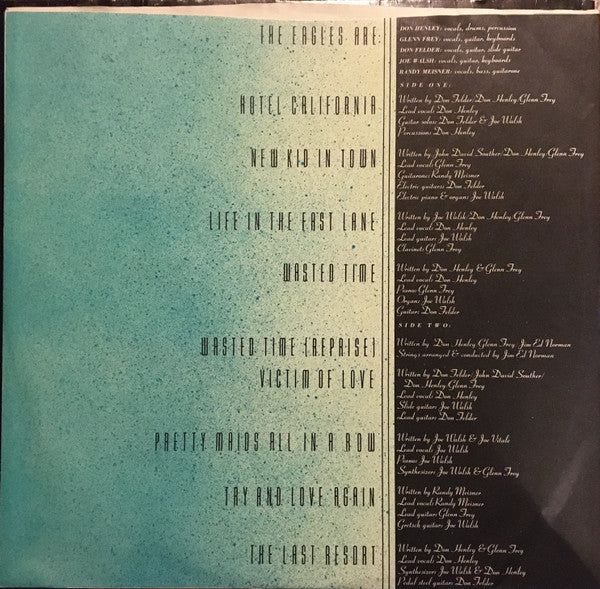 THE EAGLES ARE:
DON HENLEY: vocals, drums, percussion
GLENN FREY: vocals, guitar, keyboards
DON FELDER: vocals, guitar, slide guitar
JOE WALSH: vocals, guitar, keyboards
RANDY MEISNER: vocals, bass, guitarone
SIDE ONE:
HOTEL CALIFORNIA
Written by Don Felder/Don Henley/Glenn Frey
Lead vocal: Don Henley
Guitar solos: Don Felder & Joe Walsh
Percussion: Don Henley
NEW KID IN TOWN
Written by John David Souther/Don Henley/Glenn Frey
Lead vocal: Glenn Frey
Guitarone: Randy Meisner
Electric guitars: Don Felder
Electric piano & organ: Joe Walsh
LIFE IN THE FAST LANE
Written by Joe Walsh/Don Henley/Glenn Frey
Lead vocal: Don Henley
Lead guitar: Joe Walsh
Clavinet: Glenn Frey
WASTED TIME
Written by Don Henley & Glenn Frey
Lead vocal: Don Henley
Piano: Glenn Frey
Organ: Joe Walsh
Guitar: Don Felder
SIDE TWO:
WASTED TIME (REPRISE)
Written by Don Henley/Glenn Frey/Jim Ed Norman
Strings arranged & conducted by Jim Ed Norman
VICTIM OF LOVE
Written by Don Felder/John David Souther/
Don Henley/Glenn Frey
Lead vocal: Don Henley
Slide guitar: Joe Walsh
Lead guitar: Don Felder
PRETTY MAIDS ALL IN A ROW
Written by Joe Walsh & Joe Vitale
Lead vocal: Joe Walsh
Piano: Joe Walsh
Synthesizer: Joe Walsh & Glenn Frey
TRY AND LOVE AGAIN
Written by Randy Meisner
Lead vocal: Randy Meisner
Lead guitar: Glenn Frey
Gretsch guitar: Joe Walsh
THE LAST RESORT
Written by Don Henley & Glenn Frey
Lead vocal: Don Henley
Synthesizer: Joe Walsh & Don Henley
Pedal steel guitar: Don Felder